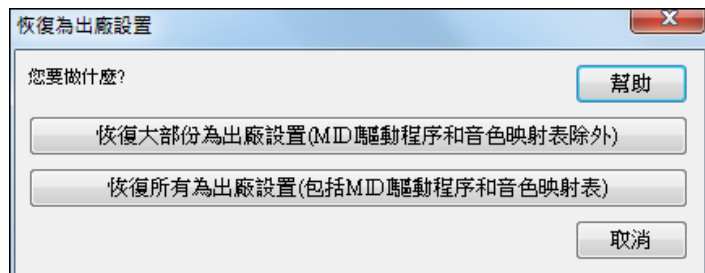 恢復為出廠設置
您要做什麼?
幫助
恢復大部份為出廠設置(MIDI驅動程序和音色映射表除外)
恢復所有為出廠設置(包括MIDI驅動程序和音色映射表)
取消